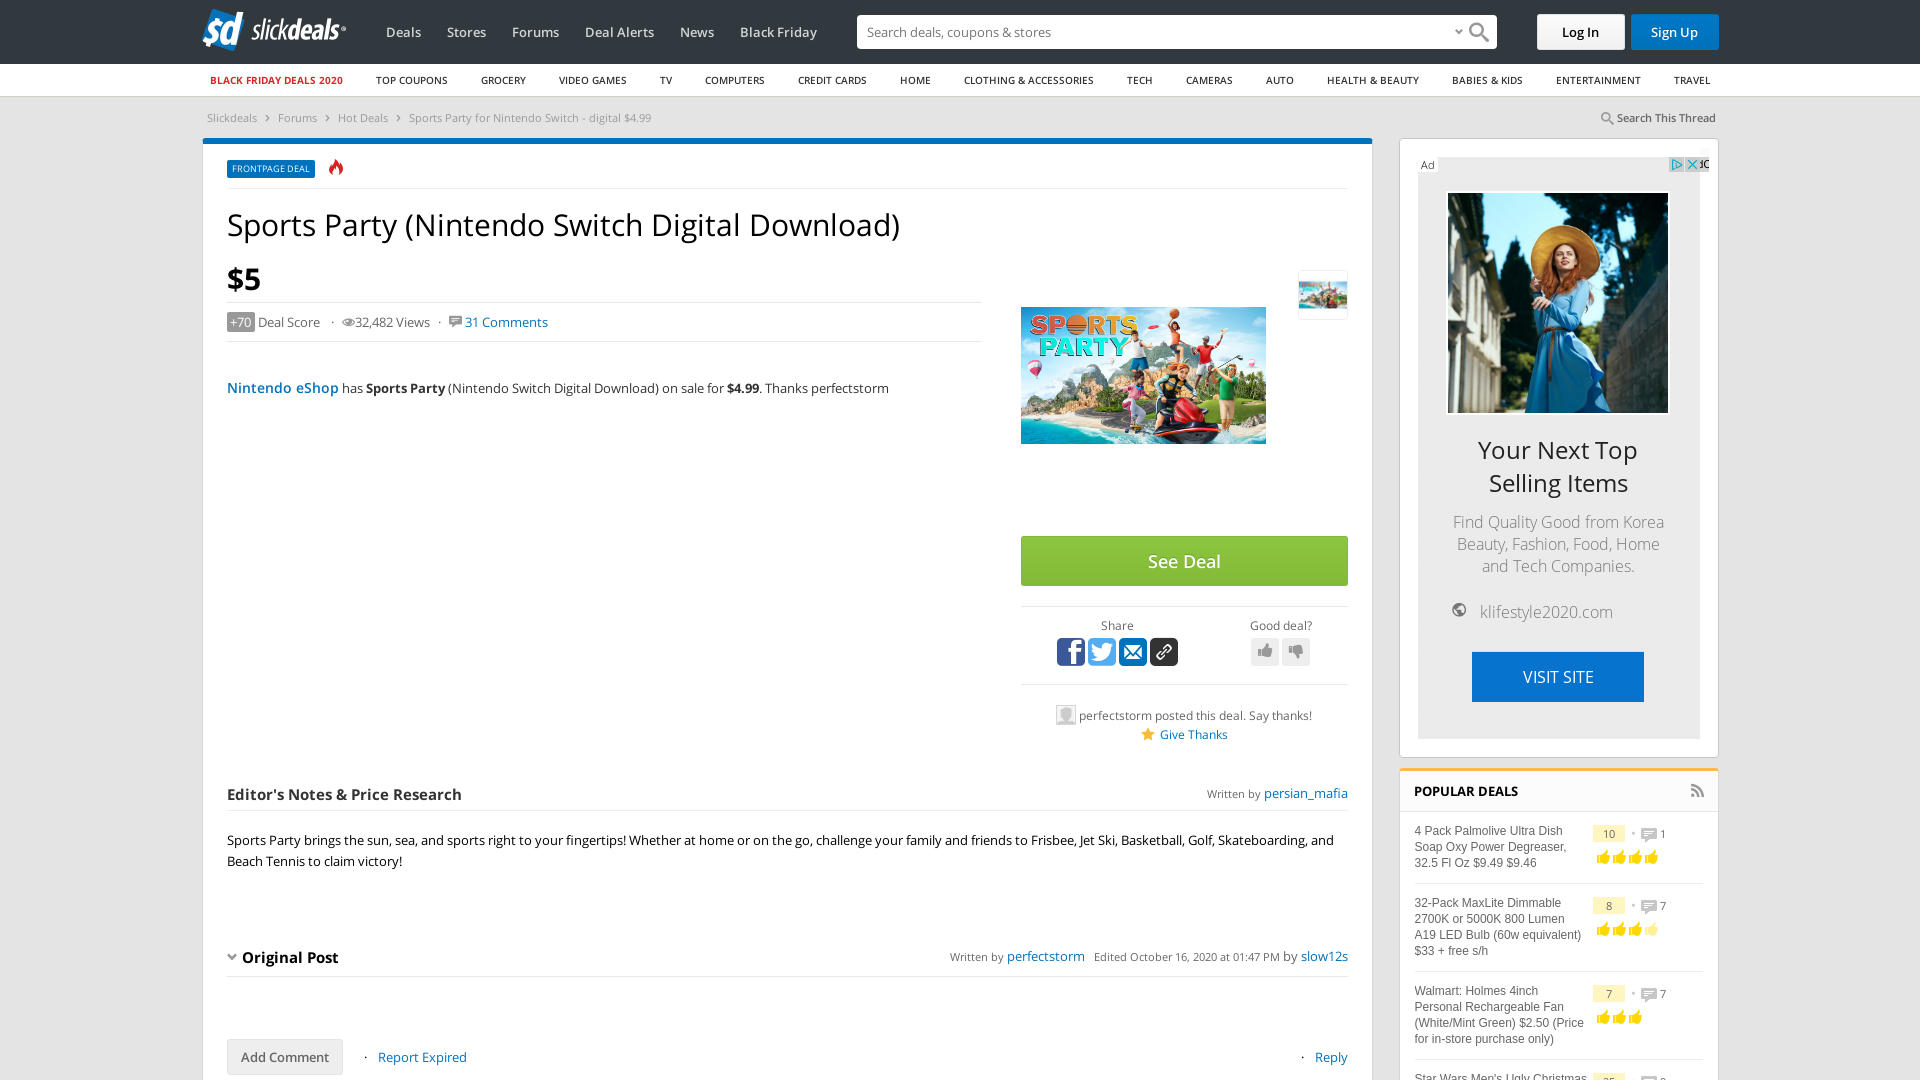 sd slickdeals
Deals Stores Forums Deal Alerts News Black Friday
Search deals, coupons & stores
Log In
Sign Up
BLACK FRIDAY DEALS 2020 TOP COUPONS GROCERY VIDEO GAMES TV COMPUTERS CREDIT CARDS HOME CLOTHING & ACCESSORIES TECH CAMERAS AUTO HEALTH & BEAUTY BABIES & KIDS ENTERTAINMENT TRAVEL
Slickdeals › Forums › Hot Deals › Sports Party for Nintendo Switch - digital $4.99
Search This Thread
FRONTPAGE DEAL
Sports Party (Nintendo Switch Digital Download)
$5
+70 Deal Score · 32,482 Views · 31 Comments
Nintendo eShop has Sports Party (Nintendo Switch Digital Download) on sale for $4.99. Thanks perfectstorm
SPORTS
PARTY
See Deal
Share
Good deal?
perfectstorm posted this deal. Say thanks!
Give Thanks
Editor's Notes & Price Research
Written by persian_mafia
Sports Party brings the sun, sea, and sports right to your fingertips! Whether at home or on the go, challenge your family and friends to Frisbee, Jet Ski, Basketball, Golf, Skateboarding, and
Beach Tennis to claim victory!
Original Post
Written by perfectstorm Edited October 16, 2020 at 01:47 PM by slow12s
Add Comment · Report Expired
· Reply
Ad
Your Next Top
Selling Items
Find Quality Good from Korea
Beauty, Fashion, Food, Home
and Tech Companies.
klifestyle2020.com
VISIT SITE
POPULAR DEALS
4 Pack Palmolive Ultra Dish
Soap Oxy Power Degreaser,
32.5 Fl Oz $9.49 $9.46
10 • 1
32-Pack MaxLite Dimmable
2700K or 5000K 800 Lumen
A19 LED Bulb (60w equivalent)
$33 + free s/h
8 • 7
Walmart: Holmes 4inch
Personal Rechargeable Fan
(White/Mint Green) $2.50 (Price
for in-store purchase only)
7 • 7
Star Wars Men's Ugly Christmas